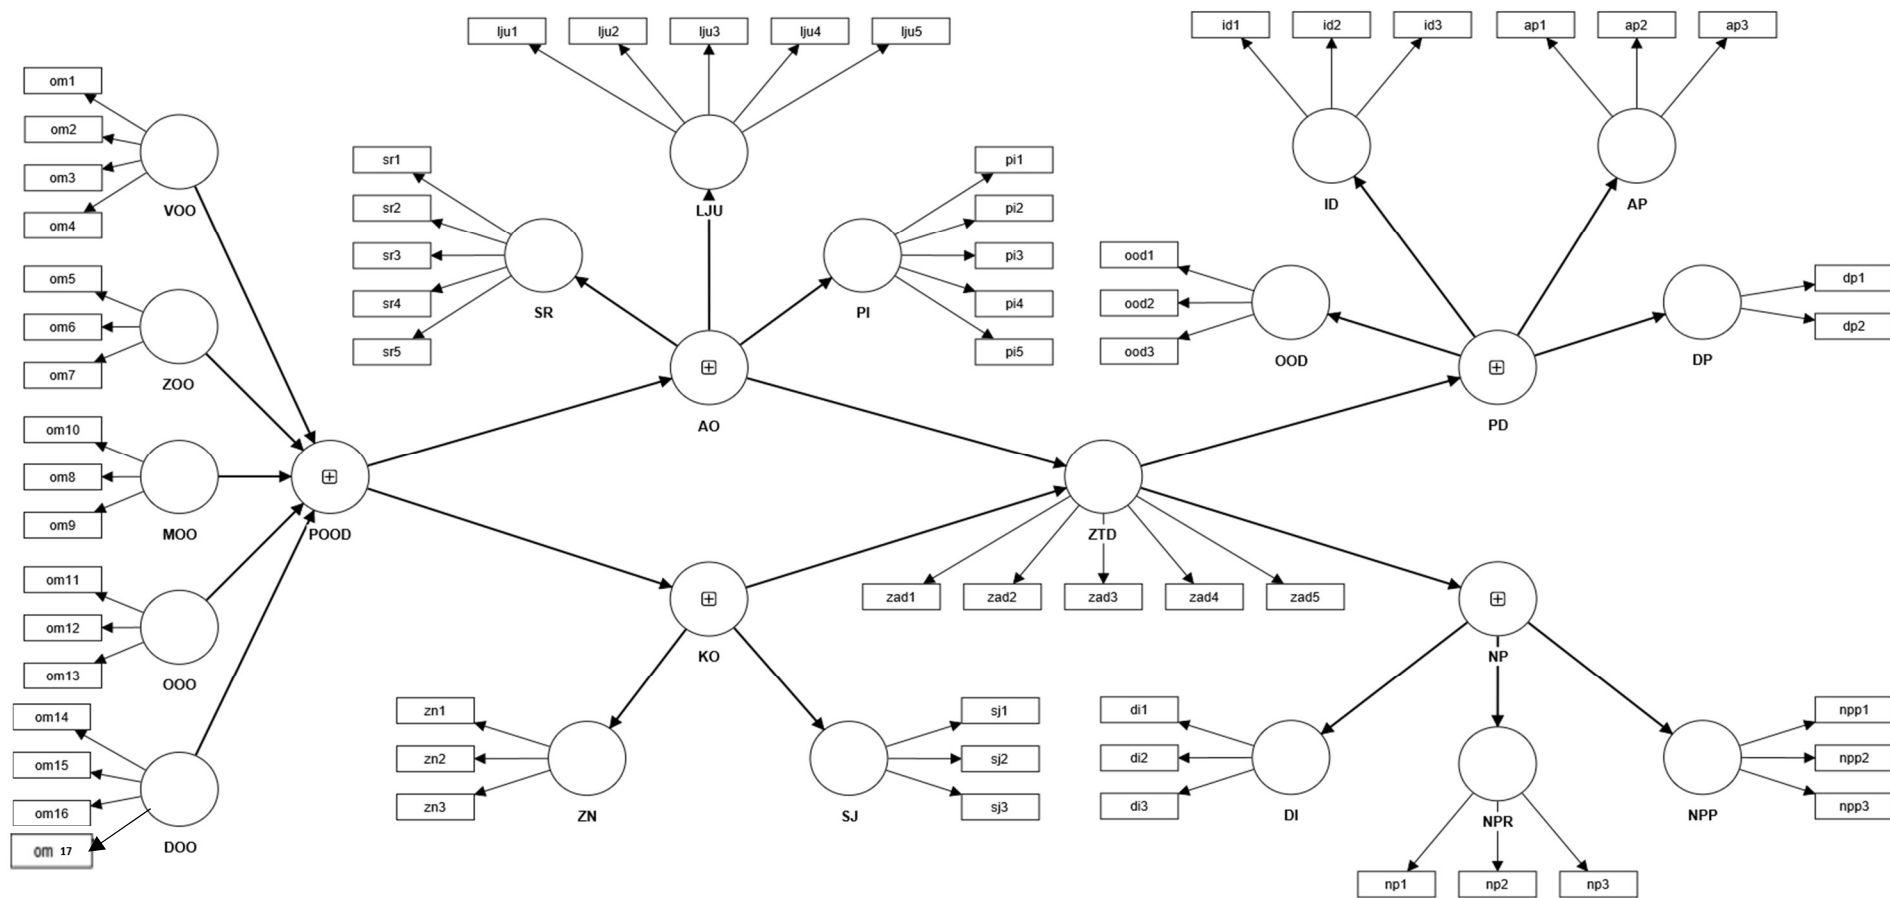 om1
om2
om3
om4
VOO
om5
om6
om7
ZOO
om10
om8
om9
MOO
om11
om12
om13
OOO
om14
om15
om16
om 17
DOO
POOD
lju1
lju2
lju3
lju4
lju5
LJU
sr1
sr2
sr3
sr4
sr5
SR
pi1
pi2
pi3
pi4
pi5
PI
AO
KO
zn1
zn2
zn3
ZN
sj1
sj2
sj3
SJ
ZTD
zad1
zad2
zad3
zad4
zad5
id1
id2
id3
ID
ap1
ap2
ap3
AP
ood1
ood2
ood3
OOD
dp1
dp2
DP
PD
NP
di1
di2
di3
DI
NPR
np1
np2
np3
npp1
npp2
npp3
NPP